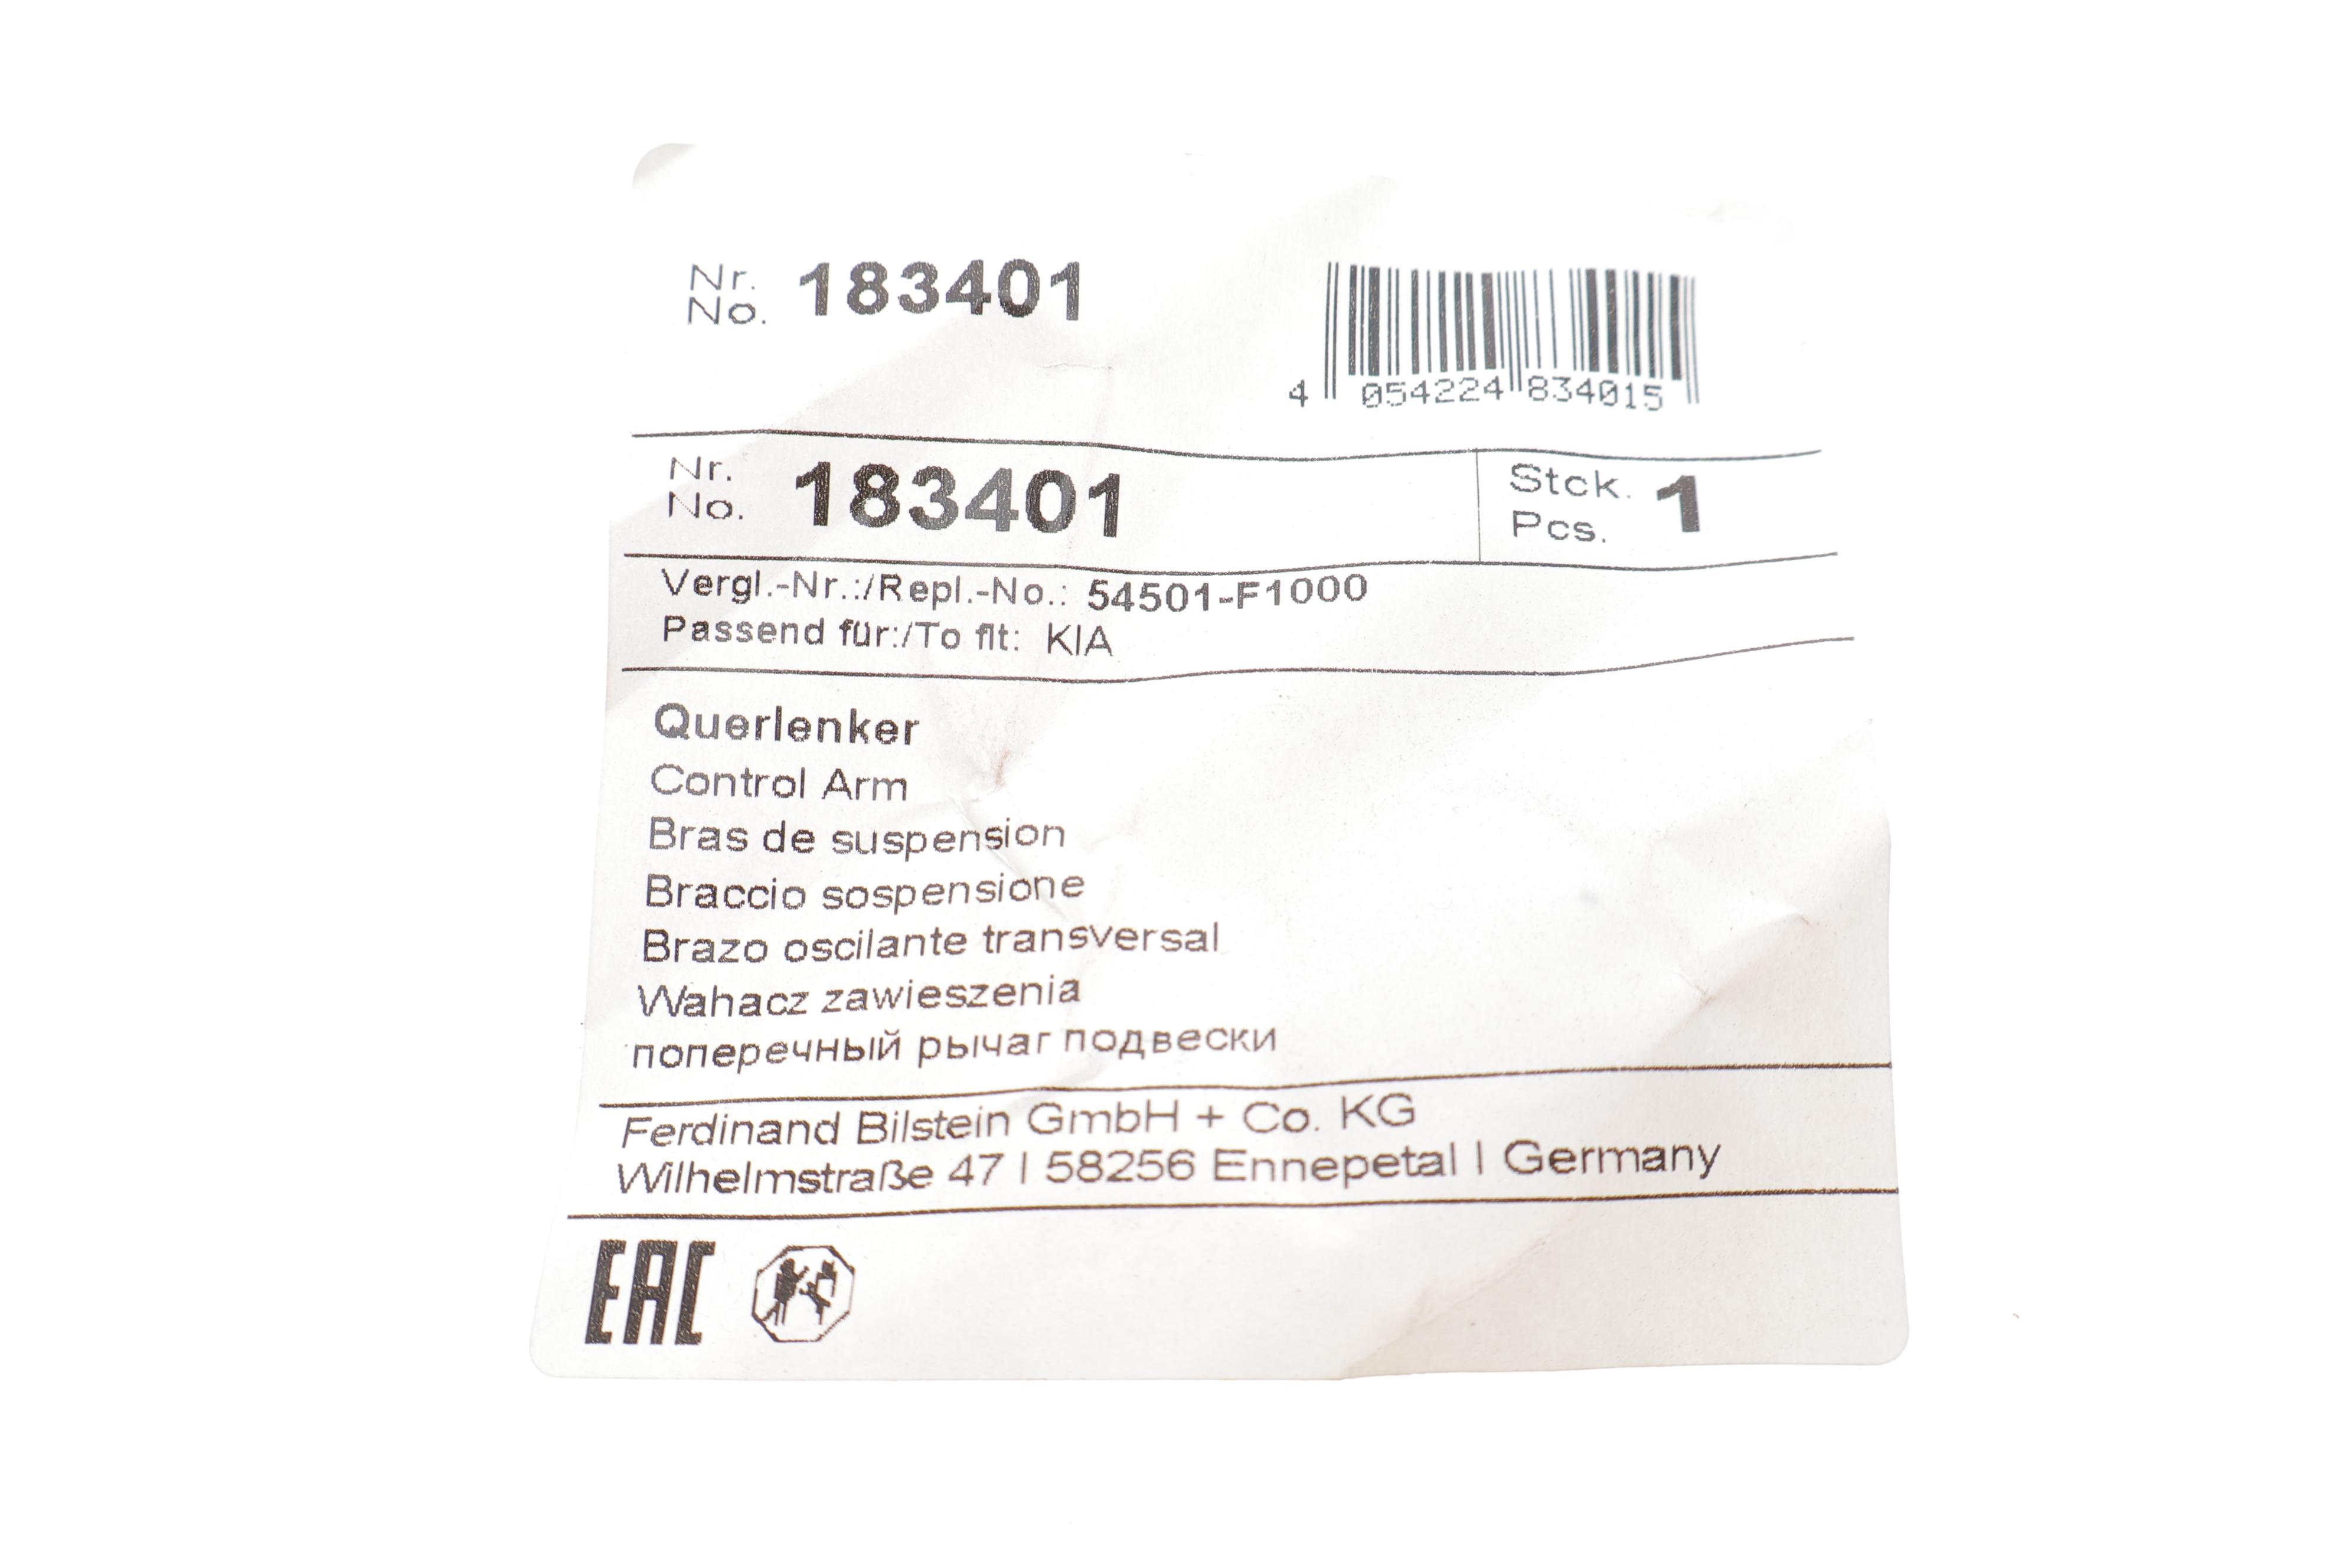 Nr.
No. 183401
4 054224 834015
Nr.
No. 183401
Stck.
Pcs. 1
Vergl.-Nr.:/Repl.-No.: 54501-F1000
Passend für:/To fit: KIA
Querlenker
Control Arm
Bras de suspension
Braccio sospensione
Brazo oscilante transversal
Wahacz zawieszenia
поперечный рычаг подвески
Ferdinand Bilstein GmbH + Co. KG
Wilhelmstraße 47 | 58256 Ennepetal | Germany
EAC